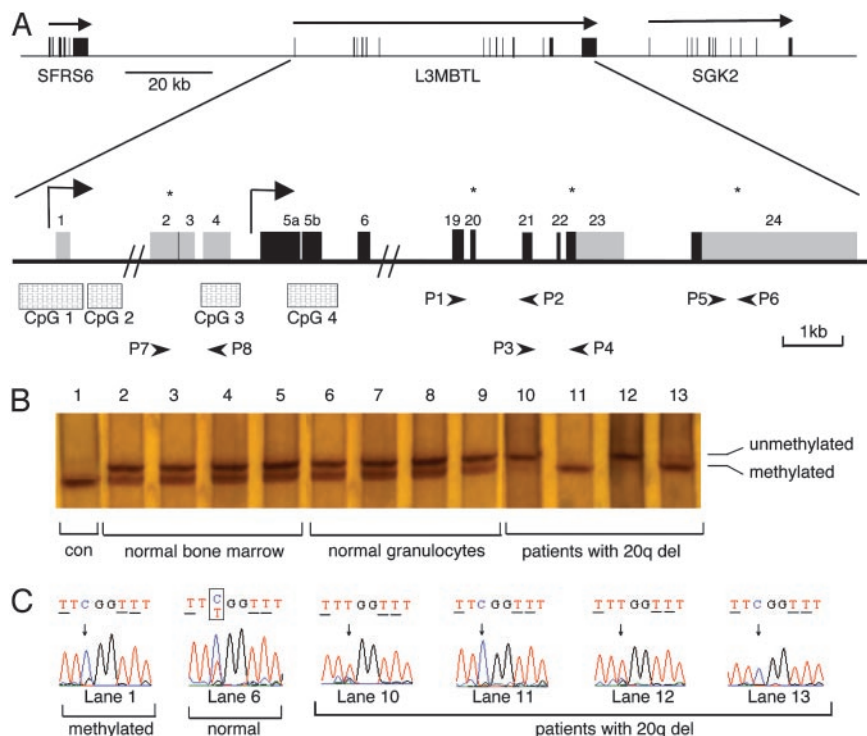 A
SFRS6 L3MBTL SGK2
20 kb
* * * *
1 2 3 4 5a 5b 6 19 20 21 22 23 24
CpG 1 CpG 2 CpG 3 CpG 4
P1 P2 P5 P6
P7 P8 P3 P4
1kb
B
1 2 3 4 5 6 7 8 9 10 11 12 13
unmethylated
methylated
con normal bone marrow normal granulocytes patients with 20q del
C
TTCGGTTT TTCGGTTT TTTGGTTT TTCGGTTT TTTGGTTT TTCGGTTT
T
Lane 1 Lane 6 Lane 10 Lane 11 Lane 12 Lane 13
methylated normal patients with 20q del